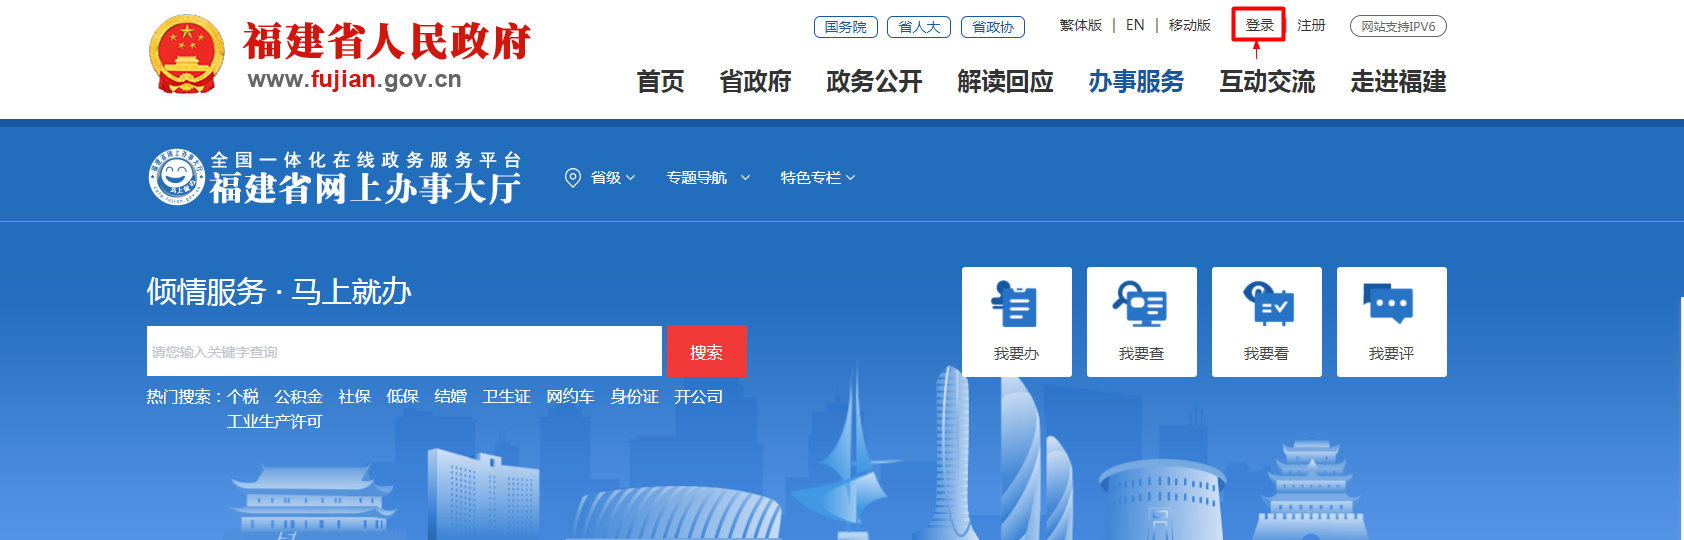 国务院 省人大 省政协 繁体版 | EN | 移动版 登录 | 注册 网站支持IPV6
福建省人民政府
www.fujian.gov.cn
首页 省政府 政务公开 解读回应 办事服务 互动交流 走进福建
全国一体化在线政务服务平台
福建省网上办事大厅
省级 专题导航 特色专栏
倾情服务 · 马上就办
请您输入关键字查询 搜索
我要办 我要查 我要看 我要评
热门搜索：个税 公积金 社保 低保 结婚 卫生证 网约车 身份证 开公司
工业生产许可